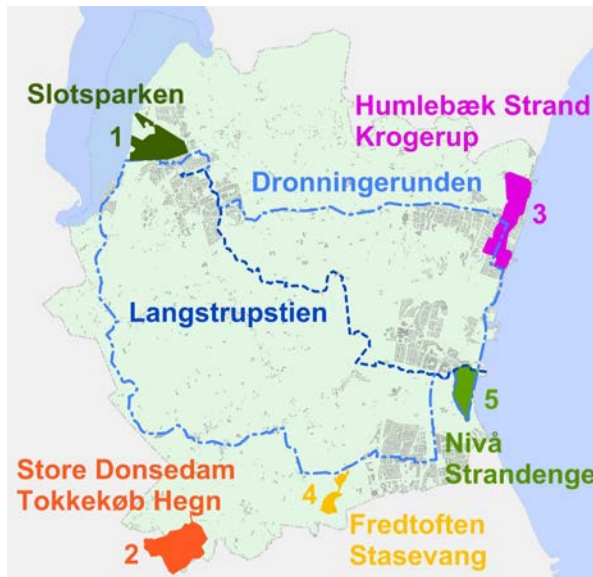 Slotsparken
1
Humlebæk Strand
Krogerup
Dronningerunden
3
Langstrupstien
5
Nivå
Strandenge
Store Donsedam
Tokkekøb Hegn
4
2
Fredtoften
Stasevang